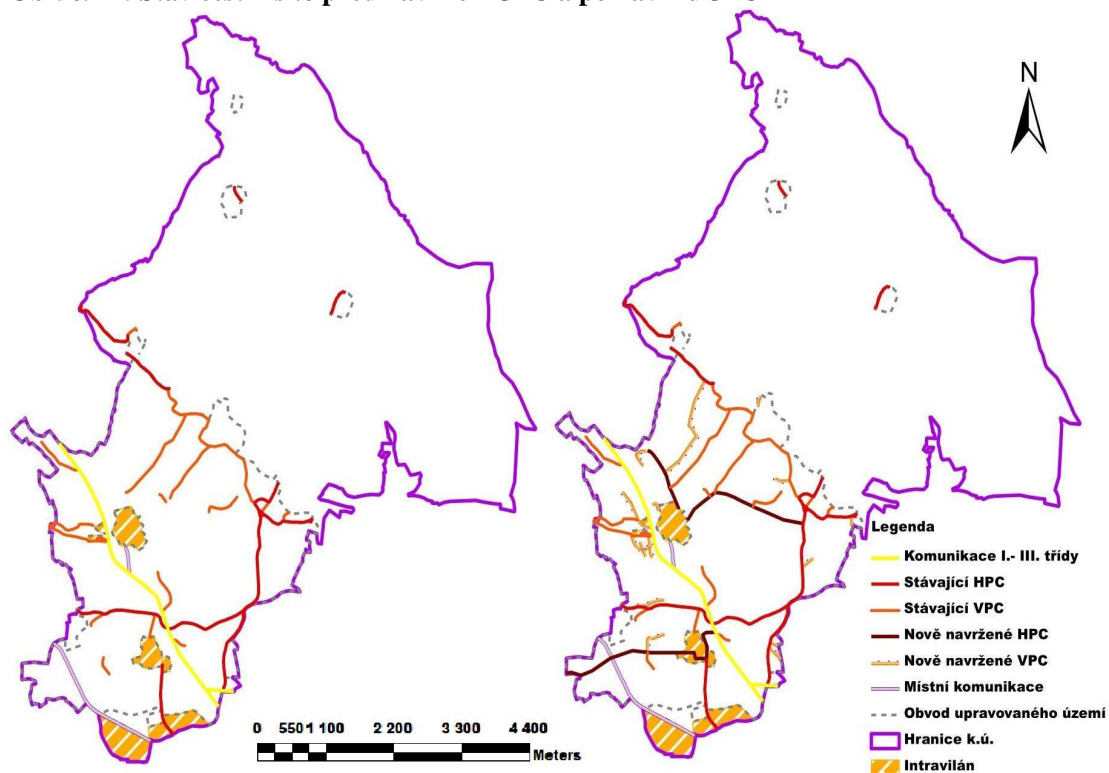 N
Legenda
Komunikace I.- III. třídy
Stávající HPC
Stávající VPC
Nově navržené HPC
Nově navržené VPC
Místní komunikace
Obvod upravovaného území
Hranice k.ú.
Intravilán
0 550 1 100 2 200 3 300 4 400
Meters